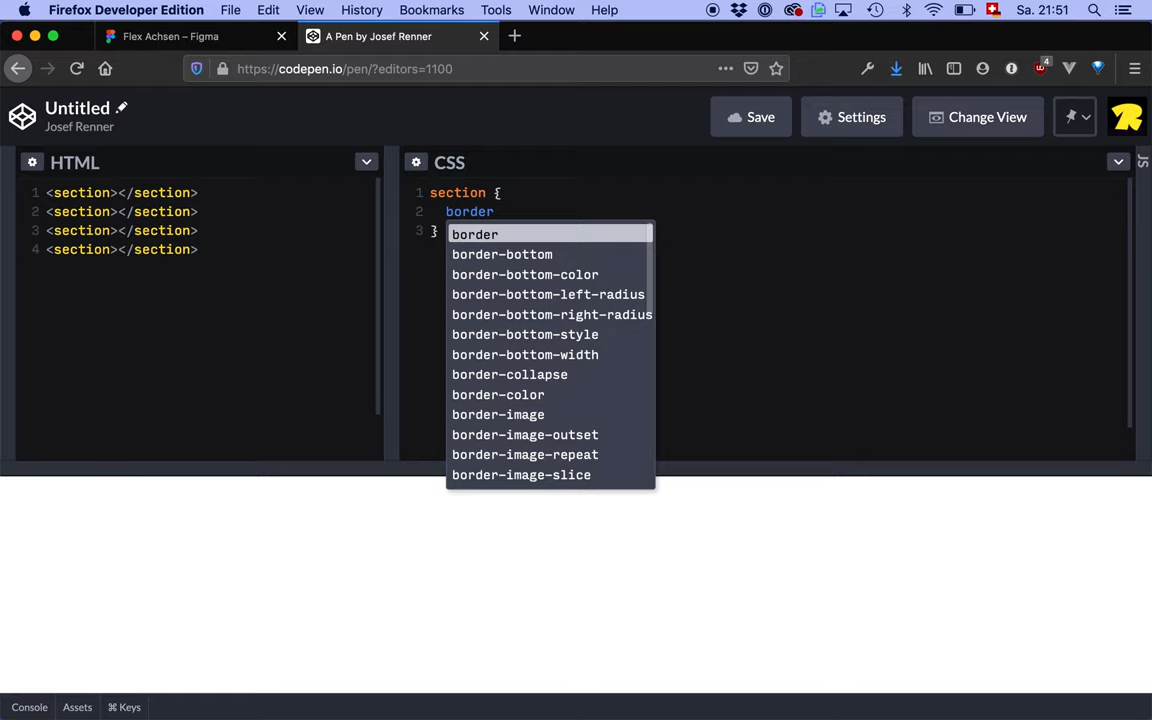 Firefox Developer Edition File Edit View History Bookmarks Tools Window Help Sa. 21:51
Flex Achsen – Figma
A Pen by Josef Renner
https://codepen.io/pen/?editors=1100
4
Untitled
Josef Renner
Save
Settings
Change View
HTML
CSS
JS
1 <section></section>
2 <section></section>
3 <section></section>
4 <section></section>
1 section {
2 border
3 }
border
border-bottom
border-bottom-color
border-bottom-left-radius
border-bottom-right-radius
border-bottom-style
border-bottom-width
border-collapse
border-color
border-image
border-image-outset
border-image-repeat
border-image-slice
Console Assets ⌘ Keys